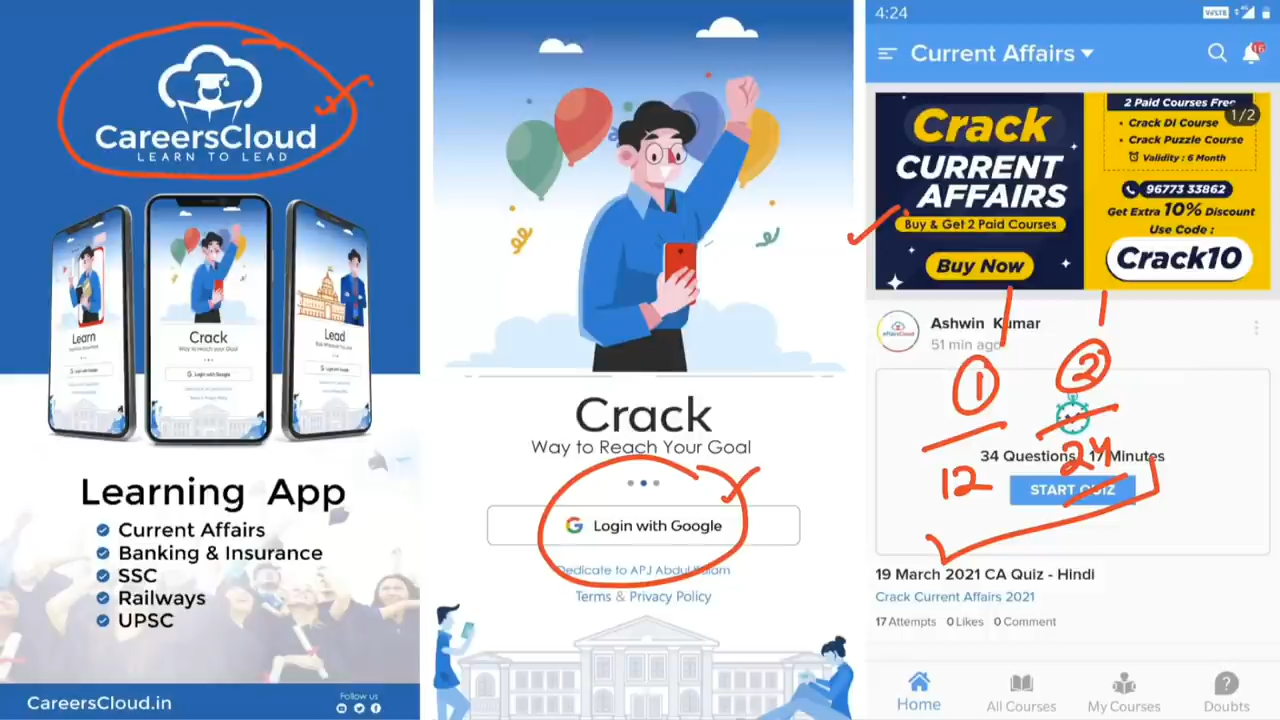 CareersCloud
LEARN TO LEAD
Learn
Crack
Way to Reach Your Goal
Login with Google
Lead
Learning App
Current Affairs
Banking & Insurance
SSC
Railways
UPSC
CareersCloud.in
Follow us
Crack
Way to Reach Your Goal
Login with Google
Dedicate to APJ Abdul Kalam
Terms & Privacy Policy
4:24
VoLTE
Current Affairs
16
Crack
CURRENT
AFFAIRS
Buy & Get 2 Paid Courses
Buy Now
2 Paid Courses Free
1/2
• Crack DI Course
• Crack Puzzle Course
Validity : 6 Month
96773 33862
Get Extra 10% Discount
Use Code :
Crack10
Ashwin Kumar
51 min ago
1 2
12 24
34 Questions, 17 Minutes
START QUIZ
19 March 2021 CA Quiz - Hindi
Crack Current Affairs 2021
17 Attempts 0 Likes 0 Comment
Home All Courses My Courses Doubts